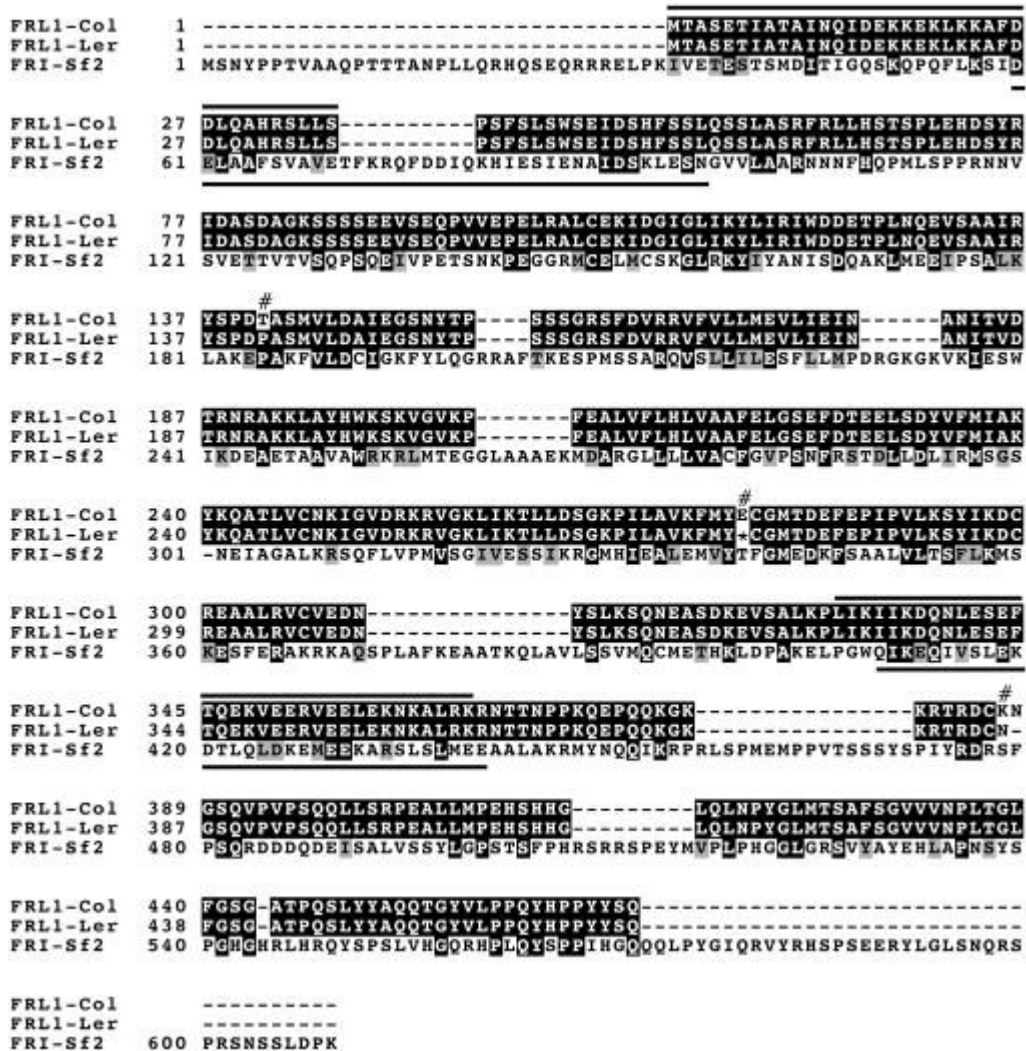 FRL1-Col 1 ----------------------------------MTASETIATAINQIDEKKEKLKKAFD
FRL1-Ler 1 ----------------------------------MTASETIATAINQIDEKKEKLKKAFD
FRI-Sf2 1 MSNYPPTVAAQPTTTANPLLQRHQSEQRRRELPKIVETESTSMDITIGQSKQPQFLKSID
FRL1-Col 27 DLQAHRSLLS----------PSFSLSWSEIDSHFSSLQSSLASRFRLLHSTSPLEHDSYR
FRL1-Ler 27 DLQAHRSLLS----------PSFSLSWSEIDSHFSSLQSSLASRFRLLHSTSPLEHDSYR
FRI-Sf2 61 ELAAFSVAVETFKRQFDDIQKHIESIENAIDSKLESNGVVLAARNNNFHQPMLSPPRNNV
FRL1-Col 77 IDASDAGKSSSSEEVSEQPVVEPELRALCEKIDGIGLIKYLIRIWDDETPLNQEVSAAIR
FRL1-Ler 77 IDASDAGKSSSSEEVSEQPVVEPELRALCEKIDGIGLIKYLIRIWDDETPLNQEVSAAIR
FRI-Sf2 121 SVETTVTVSQPSQEIVPETSNKPEGGRMCELMCSKGLRKYIYANISDQAKLMEEIPSALK
#
FRL1-Col 137 YSPDTASMVLDAIEGSNYTP----SSSGRSFDVRRVFVLLMEVLIEIN------ANITVD
FRL1-Ler 137 YSPDPASMVLDAIEGSNYTP----SSSGRSFDVRRVFVLLMEVLIEIN------ANITVD
FRI-Sf2 181 LAKEPAKFVLDCIGKFYLQGRRAFTKESPMSSARQVSLLILESFLLMPDRGKGKVKIESW
FRL1-Col 187 TRNRAKKLAYHWKSKVGVKP-------FEALVFLHLVAAFELGSEFDTEELSDYVFMIAK
FRL1-Ler 187 TRNRAKKLAYHWKSKVGVKP-------FEALVFLHLVAAFELGSEFDTEELSDYVFMIAK
FRI-Sf2 241 IKDEAETAAVAWRKRLMTEGGLAAAEKMDARGLLLLVACFGVPSNFRSTDLLDLIRMSGS
#
FRL1-Col 240 YKQATLVCNKIGVDRKRVGKLIKTLLDSGKPILAVKFMYECGMTDEFEPIPVLKSYIKDC
FRL1-Ler 240 YKQATLVCNKIGVDRKRVGKLIKTLLDSGKPILAVKFMY*CGMTDEFEPIPVLKSYIKDC
FRI-Sf2 301 -NEIAGALKRSQFLVPMVSGIVESSIKRGMHIEALEMVYTFGMEDKFSAALVLTSFLKMS
FRL1-Col 300 REAALRVCVEDN---------------YSLKSQNEASDKEVSALKPLIKIIKDQNLESEF
FRL1-Ler 299 REAALRVCVEDN---------------YSLKSQNEASDKEVSALKPLIKIIKDQNLESEF
FRI-Sf2 360 KESFERAKRKAQSPLAFKEAATKQLAVLSSVMQCMETHKLDPAKELPGWQIKEQIVSLEK
#
FRL1-Col 345 TQEKVEERVEELEKNKALRKRNTTNPPKQEPQQKGK----------------KRTRDCKN
FRL1-Ler 344 TQEKVEERVEELEKNKALRKRNTTNPPKQEPQQKGK----------------KRTRDCN-
FRI-Sf2 420 DTLQLDKEMEEKARSLSLMEEAALAKRMYNQQIKRPRLSPMEMPPVTSSSYSPIYRDRSF
FRL1-Col 389 GSQVPVPSQQLLSRPEALLMPEHSHHG---------LQLNPYGLMTSAFSGVVVNPLTGL
FRL1-Ler 387 GSQVPVPSQQLLSRPEALLMPEHSHHG---------LQLNPYGLMTSAFSGVVVNPLTGL
FRI-Sf2 480 PSQRDDDQDEISALVSSYLGPSTSFPHRSRRSPEYMVPLPHGGLGRSVYAYEHLAPNSYS
FRL1-Col 440 FGSG-ATPQSLYYAQQTGYVLPPQYHPPYYSQ----------------------------
FRL1-Ler 438 FGSG-ATPQSLYYAQQTGYVLPPQYHPPYYSQ----------------------------
FRI-Sf2 540 PGHGHRLHRQYSPSLVHGQRHPLQYSPPIHGQQQLPYGIQRVYRHSPSEERYLGLSNQRS
FRL1-Col ----------
FRL1-Ler ----------
FRI-Sf2 600 PRSNSSLDPK